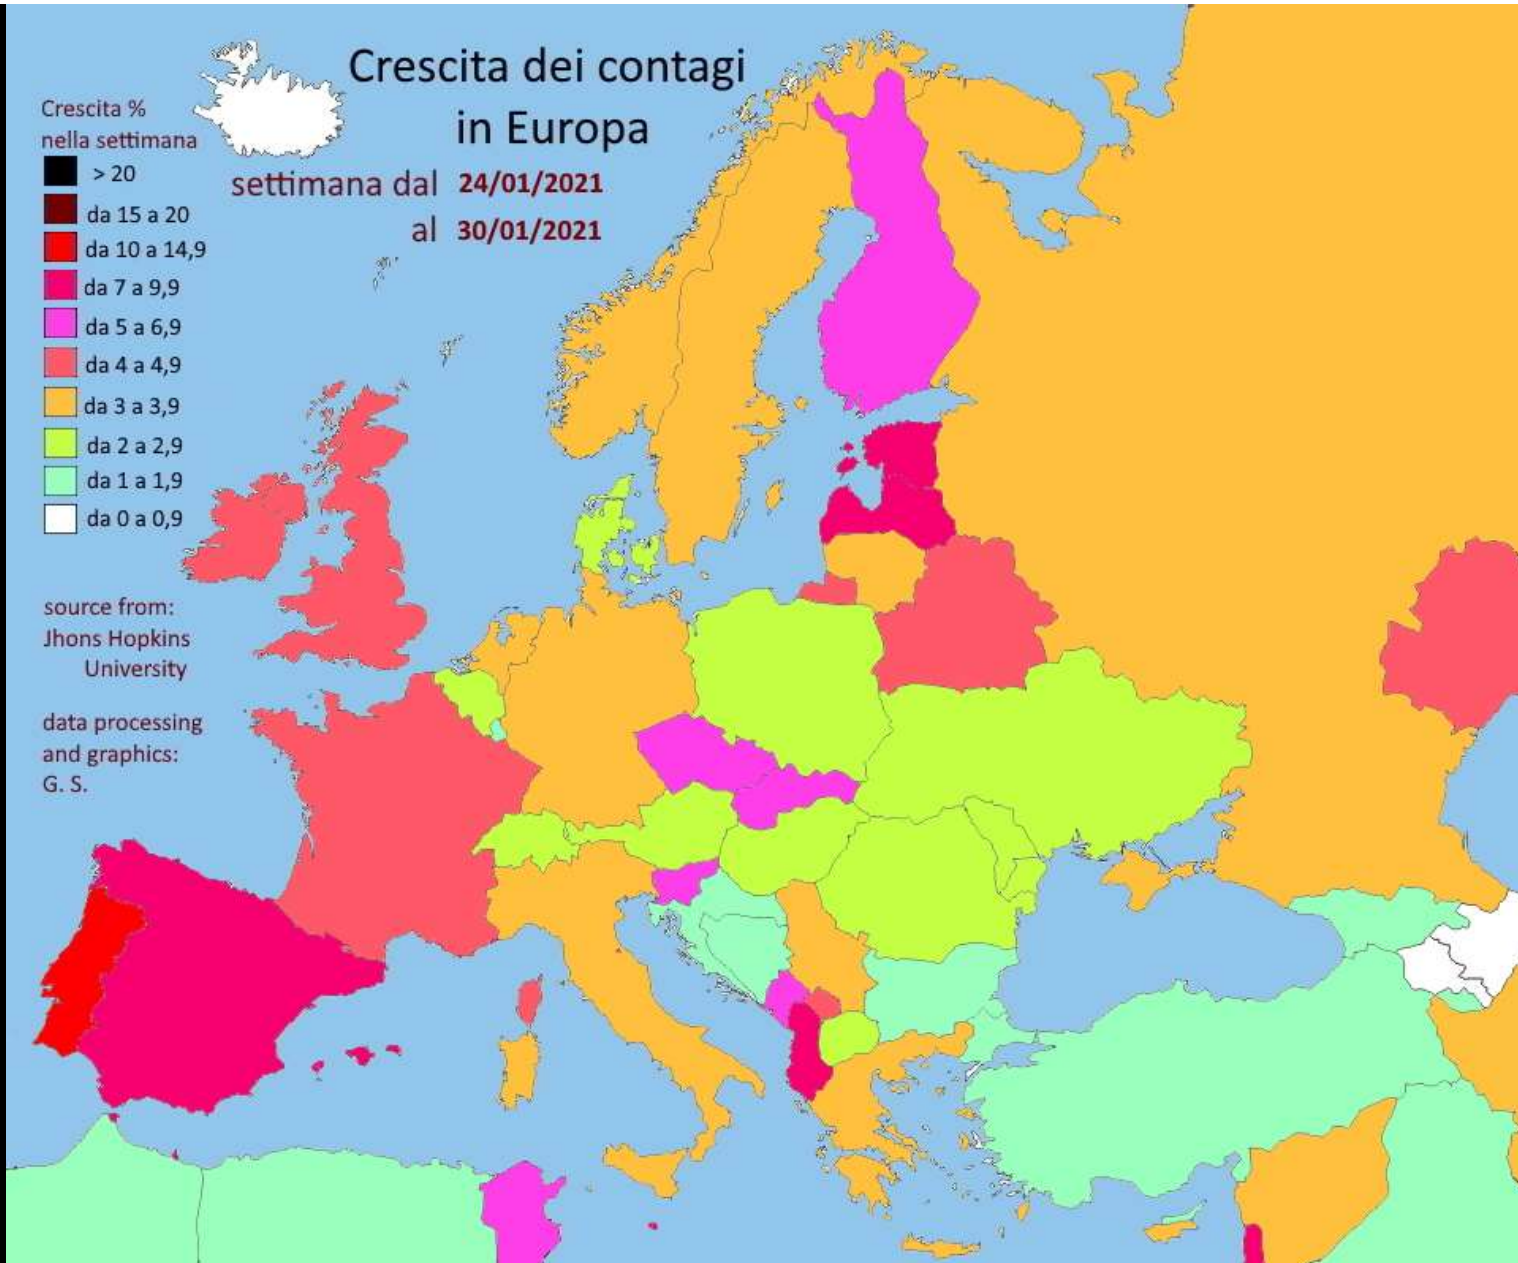 Crescita dei contagi
in Europa
settimana dal 24/01/2021
al 30/01/2021
Crescita %
nella settimana
> 20
da 15 a 20
da 10 a 14,9
da 7 a 9,9
da 5 a 6,9
da 4 a 4,9
da 3 a 3,9
da 2 a 2,9
da 1 a 1,9
da 0 a 0,9
source from:
Jhons Hopkins
University
data processing
and graphics:
G. S.